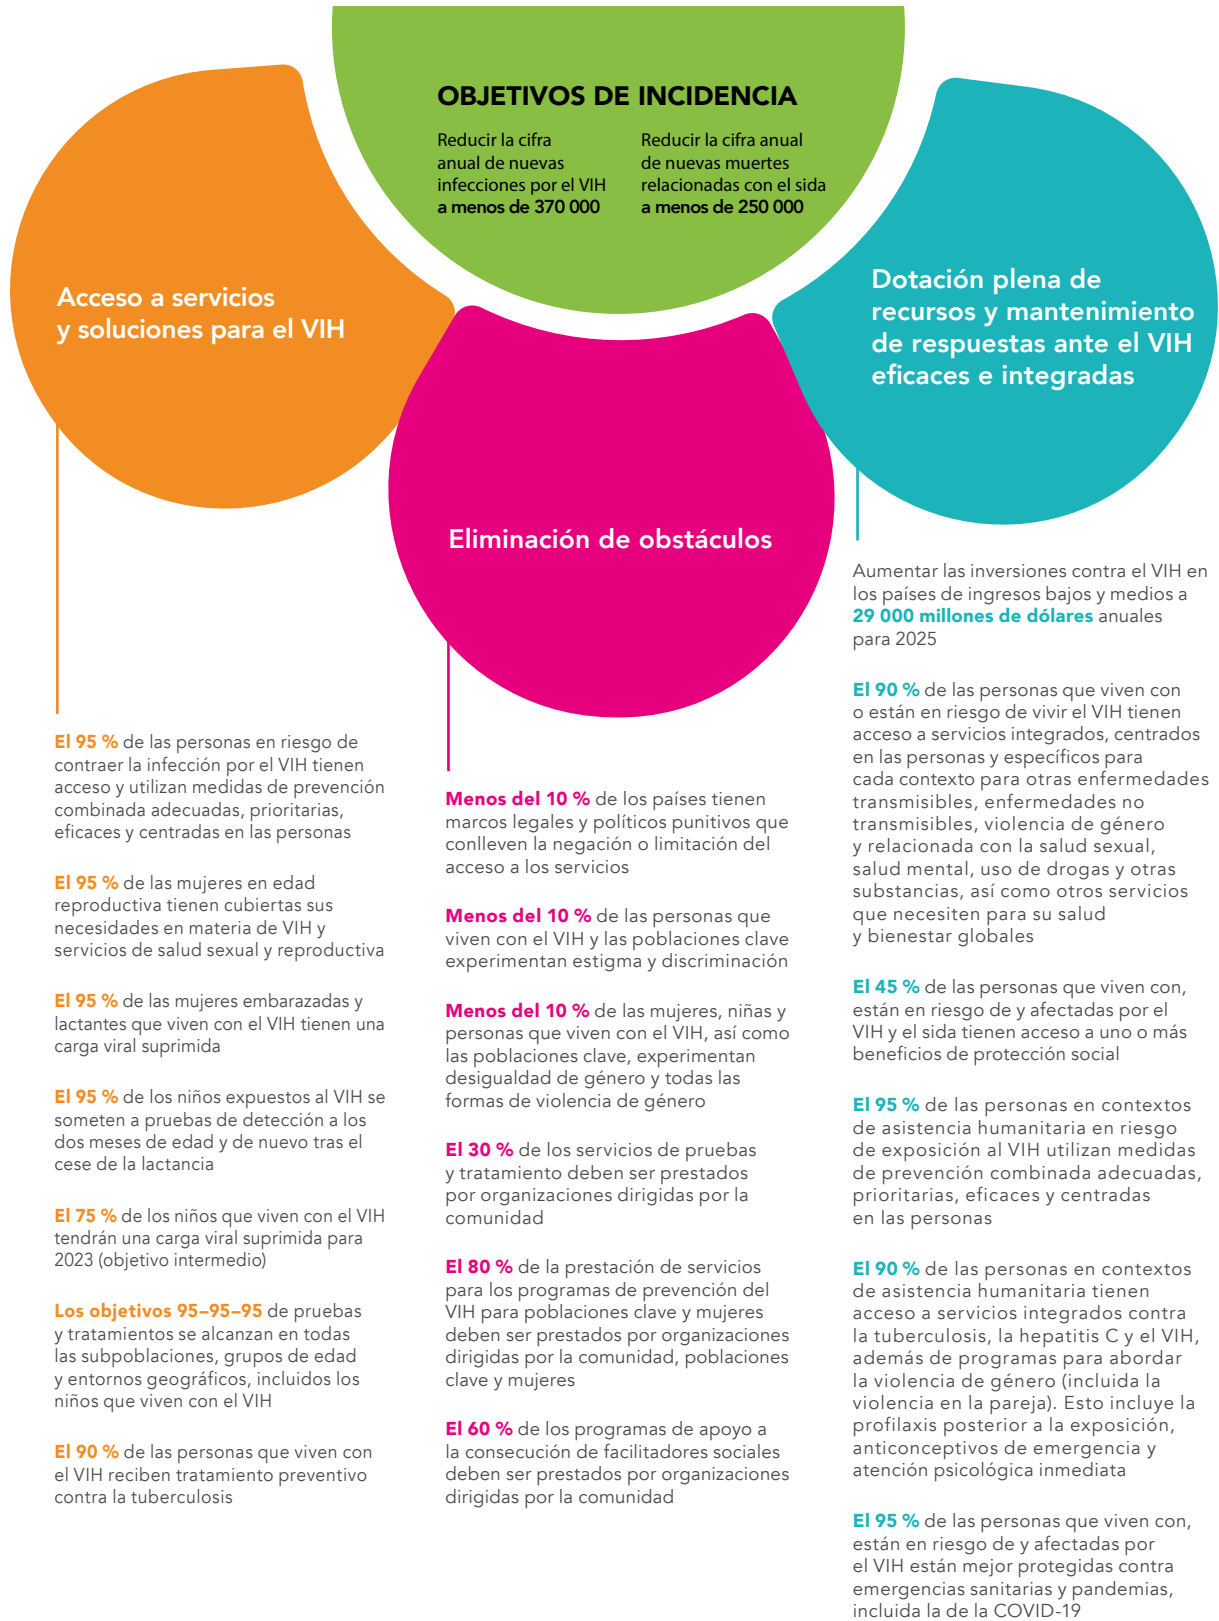 OBJETIVOS DE INCIDENCIA
Reducir la cifra
anual de nuevas
infecciones por el VIH
a menos de 370 000
Reducir la cifra anual
de nuevas muertes
relacionadas con el sida
a menos de 250 000
Acceso a servicios
y soluciones para el VIH
El 95 % de las personas en riesgo de
contraer la infección por el VIH tienen
acceso y utilizan medidas de prevención
combinada adecuadas, prioritarias,
eficaces y centradas en las personas
El 95 % de las mujeres en edad
reproductiva tienen cubiertas sus
necesidades en materia de VIH y
servicios de salud sexual y reproductiva
El 95 % de las mujeres embarazadas y
lactantes que viven con el VIH tienen una
carga viral suprimida
El 95 % de los niños expuestos al VIH se
someten a pruebas de detección a los
dos meses de edad y de nuevo tras el
cese de la lactancia
El 75 % de los niños que viven con el VIH
tendrán una carga viral suprimida para
2023 (objetivo intermedio)
Los objetivos 95–95–95 de pruebas
y tratamientos se alcanzan en todas
las subpoblaciones, grupos de edad
y entornos geográficos, incluidos los
niños que viven con el VIH
El 90 % de las personas que viven con
el VIH reciben tratamiento preventivo
contra la tuberculosis
Eliminación de obstáculos
Menos del 10 % de los países tienen
marcos legales y políticos punitivos que
conlleven la negación o limitación del
acceso a los servicios
Menos del 10 % de las personas que
viven con el VIH y las poblaciones clave
experimentan estigma y discriminación
Menos del 10 % de las mujeres, niñas y
personas que viven con el VIH, así como
las poblaciones clave, experimentan
desigualdad de género y todas las
formas de violencia de género
El 30 % de los servicios de pruebas
y tratamiento deben ser prestados
por organizaciones dirigidas por la
comunidad
El 80 % de la prestación de servicios
para los programas de prevención del
VIH para poblaciones clave y mujeres
deben ser prestados por organizaciones
dirigidas por la comunidad, poblaciones
clave y mujeres
El 60 % de los programas de apoyo a
la consecución de facilitadores sociales
deben ser prestados por organizaciones
dirigidas por la comunidad
Dotación plena de
recursos y mantenimiento
de respuestas ante el VIH
eficaces e integradas
Aumentar las inversiones contra el VIH en
los países de ingresos bajos y medios a
29 000 millones de dólares anuales
para 2025
El 90 % de las personas que viven con
o están en riesgo de vivir el VIH tienen
acceso a servicios integrados, centrados
en las personas y específicos para
cada contexto para otras enfermedades
transmisibles, enfermedades no
transmisibles, violencia de género
y relacionada con la salud sexual,
salud mental, uso de drogas y otras
substancias, así como otros servicios
que necesiten para su salud
y bienestar globales
El 45 % de las personas que viven con,
están en riesgo de y afectadas por el
VIH y el sida tienen acceso a uno o más
beneficios de protección social
El 95 % de las personas en contextos
de asistencia humanitaria en riesgo
de exposición al VIH utilizan medidas
de prevención combinada adecuadas,
prioritarias, eficaces y centradas
en las personas
El 90 % de las personas en contextos
de asistencia humanitaria tienen
acceso a servicios integrados contra
la tuberculosis, la hepatitis C y el VIH,
además de programas para abordar
la violencia de género (incluida la
violencia en la pareja). Esto incluye la
profilaxis posterior a la exposición,
anticonceptivos de emergencia y
atención psicológica inmediata
El 95 % de las personas que viven con,
están en riesgo de y afectadas por
el VIH están mejor protegidas contra
emergencias sanitarias y pandemias,
incluida la de la COVID-19